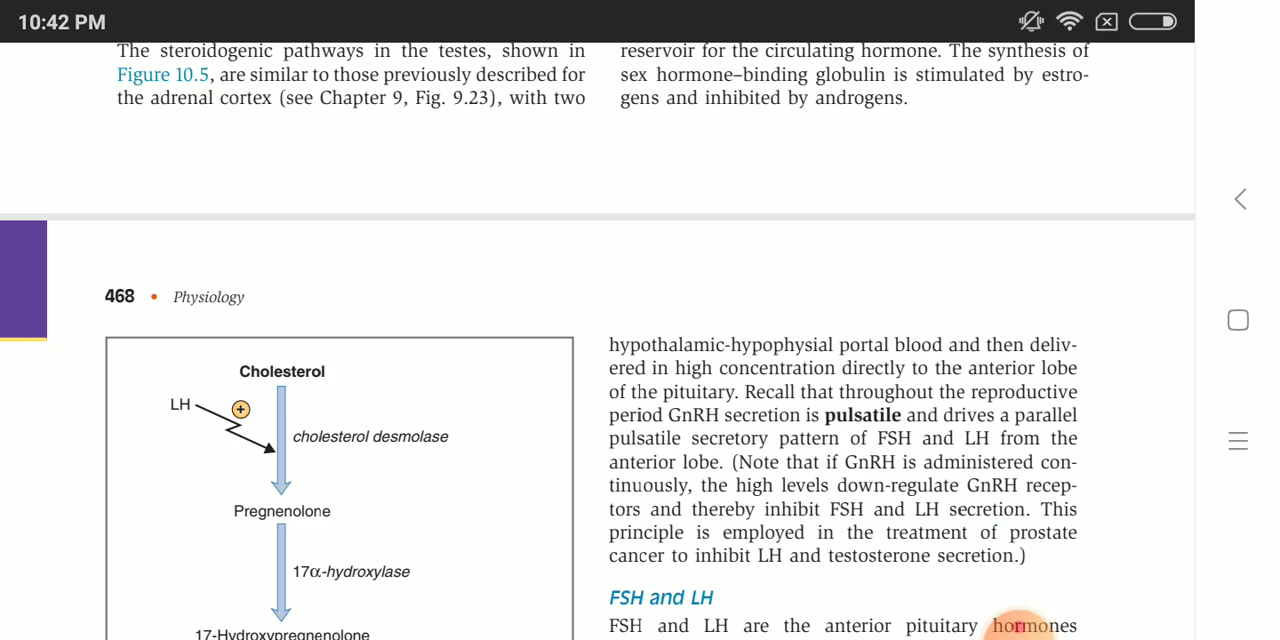 10:42 PM
The steroidogenic pathways in the testes, shown in
Figure 10.5, are similar to those previously described for
the adrenal cortex (see Chapter 9, Fig. 9.23), with two
reservoir for the circulating hormone. The synthesis of
sex hormone–binding globulin is stimulated by estro-
gens and inhibited by androgens.
468 • Physiology
Cholesterol
LH
+
cholesterol desmolase
Pregnenolone
17α-hydroxylase
17-Hydroxypregnenolone
hypothalamic-hypophysial portal blood and then deliv-
ered in high concentration directly to the anterior lobe
of the pituitary. Recall that throughout the reproductive
period GnRH secretion is pulsatile and drives a parallel
pulsatile secretory pattern of FSH and LH from the
anterior lobe. (Note that if GnRH is administered con-
tinuously, the high levels down-regulate GnRH recep-
tors and thereby inhibit FSH and LH secretion. This
principle is employed in the treatment of prostate
cancer to inhibit LH and testosterone secretion.)
FSH and LH
FSH and LH are the anterior pituitary hormones